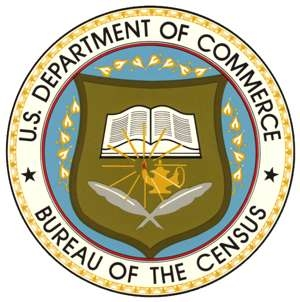 U.S. DEPARTMENT OF COMMERCE
BUREAU OF THE CENSUS